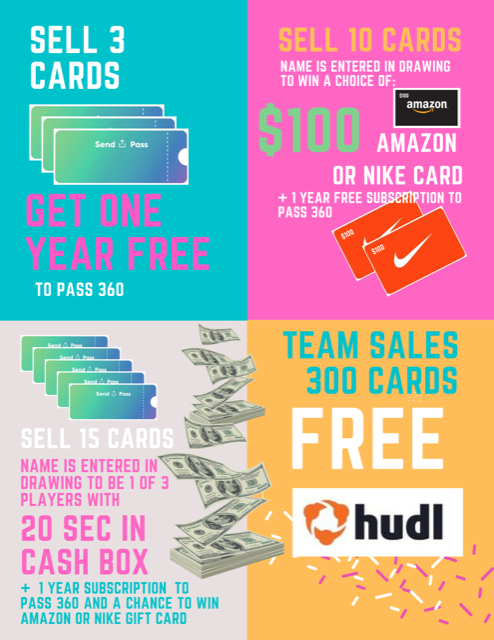 SELL 3
CARDS
Send Pass
GET ONE
YEAR FREE
TO PASS 360
SELL 10 CARDS
NAME IS ENTERED IN DRAWING
TO WIN A CHOICE OF:
$100
amazon
$100 AMAZON
OR NIKE CARD
+ 1 YEAR FREE SUBSCRIPTION TO
PASS 360
$100
$100
Send Pass
Send Pass
Send Pass
Send Pass
Send Pass
SELL 15 CARDS
NAME IS ENTERED IN
DRAWING TO BE 1 OF 3
PLAYERS WITH
20 SEC IN
CASH BOX
+ 1 YEAR SUBSCRIPTION TO
PASS 360 AND A CHANCE TO WIN
AMAZON OR NIKE GIFT CARD
TEAM SALES
300 CARDS
FREE
hudl